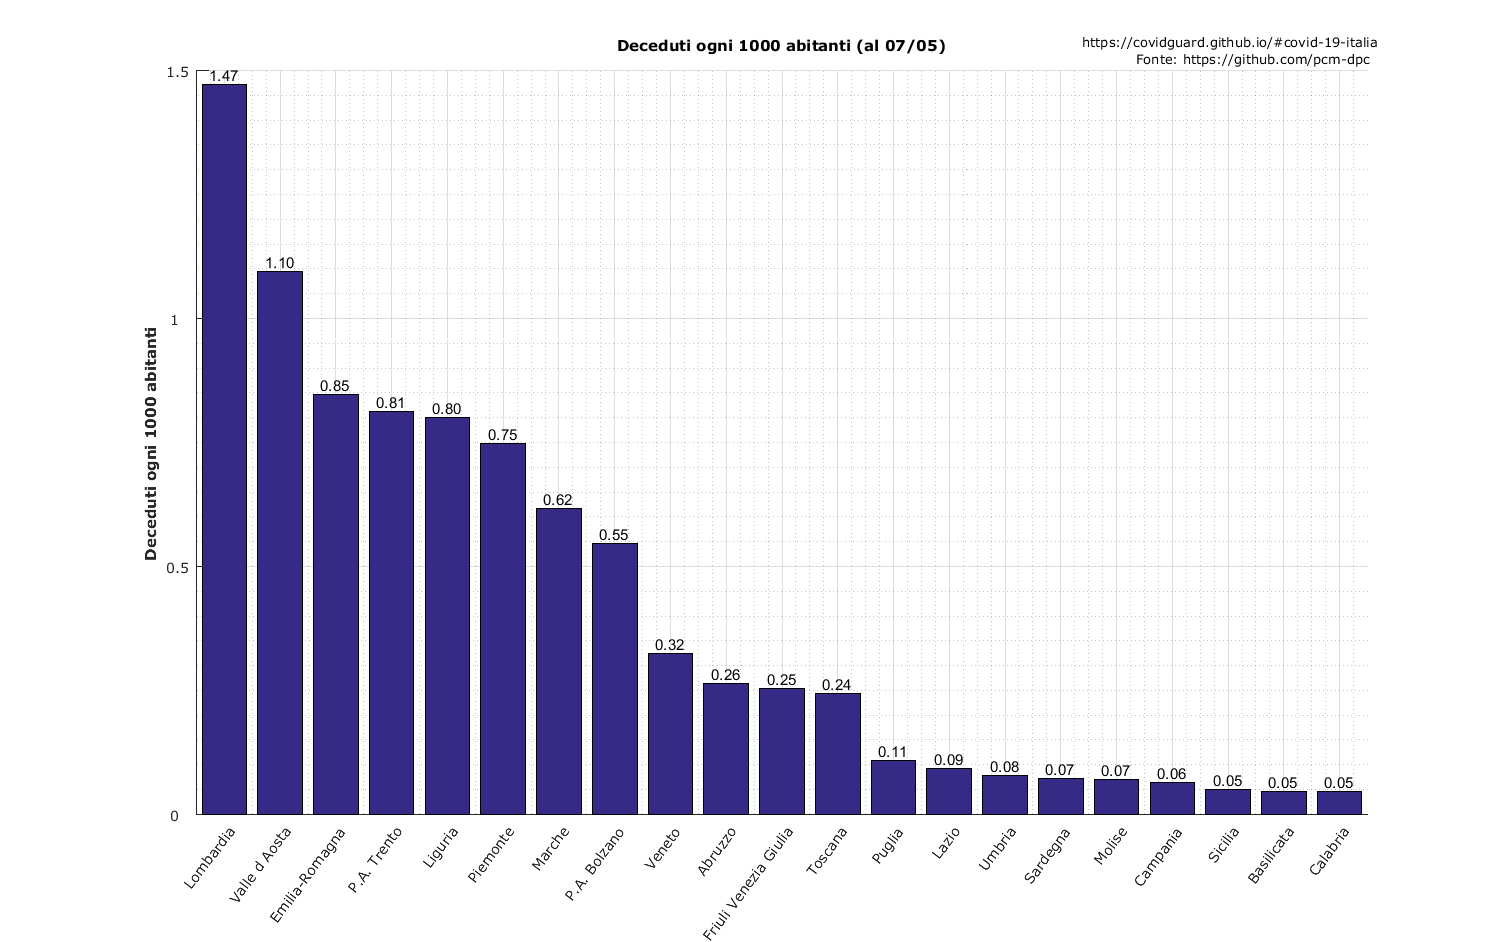 Deceduti ogni 1000 abitanti (al 07/05)
https://covidguard.github.io/#covid-19-italia
Fonte: https://github.com/pcm-dpc
Deceduti ogni 1000 abitanti
1.5
1
0.5
0
1.47
1.10
0.85
0.81
0.80
0.75
0.62
0.55
0.32
0.26
0.25
0.24
0.11
0.09
0.08
0.07
0.07
0.06
0.05
0.05
0.05
Lombardia
Valle d Aosta
Emilia-Romagna
P.A. Trento
Liguria
Piemonte
Marche
P.A. Bolzano
Veneto
Abruzzo
Friuli Venezia Giulia
Toscana
Puglia
Lazio
Umbria
Sardegna
Molise
Campania
Sicilia
Basilicata
Calabria